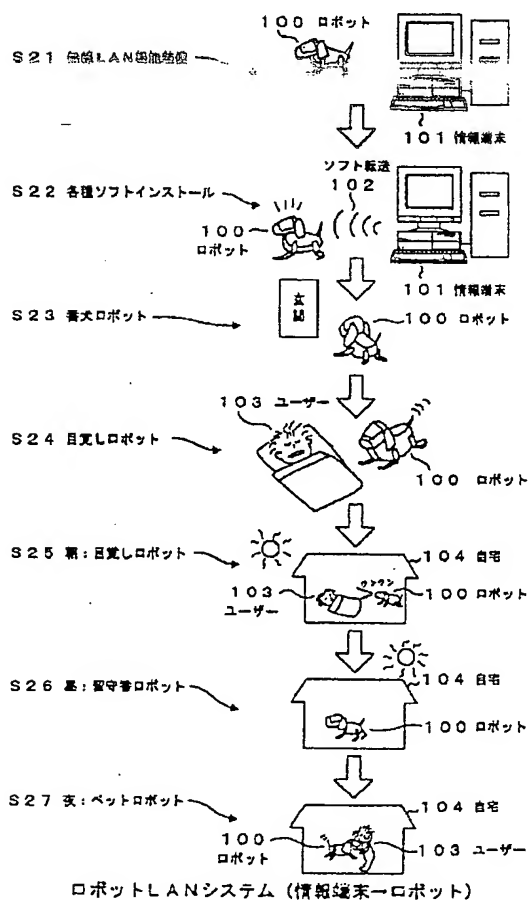 100 ロボット
S21 無線LAN
101 情報端末
ソフト転送
102
S22 各種ソフトインストール
100
ロボット
101 情報端末
玄関
S23 番犬ロボット
100 ロボット
103 ユーザー
S24 目覚しロボット
100 ロボット
S25 朝:目覚しロボット
104 自宅
ワンワン
103
ユーザー
100 ロボット
S26 昼:留守番ロボット
104 自宅
100 ロボット
S27 夜:ペットロボット
104 自宅
100
ロボット
103 ユーザー
ロボットLANシステム (情報端末→ロボット)